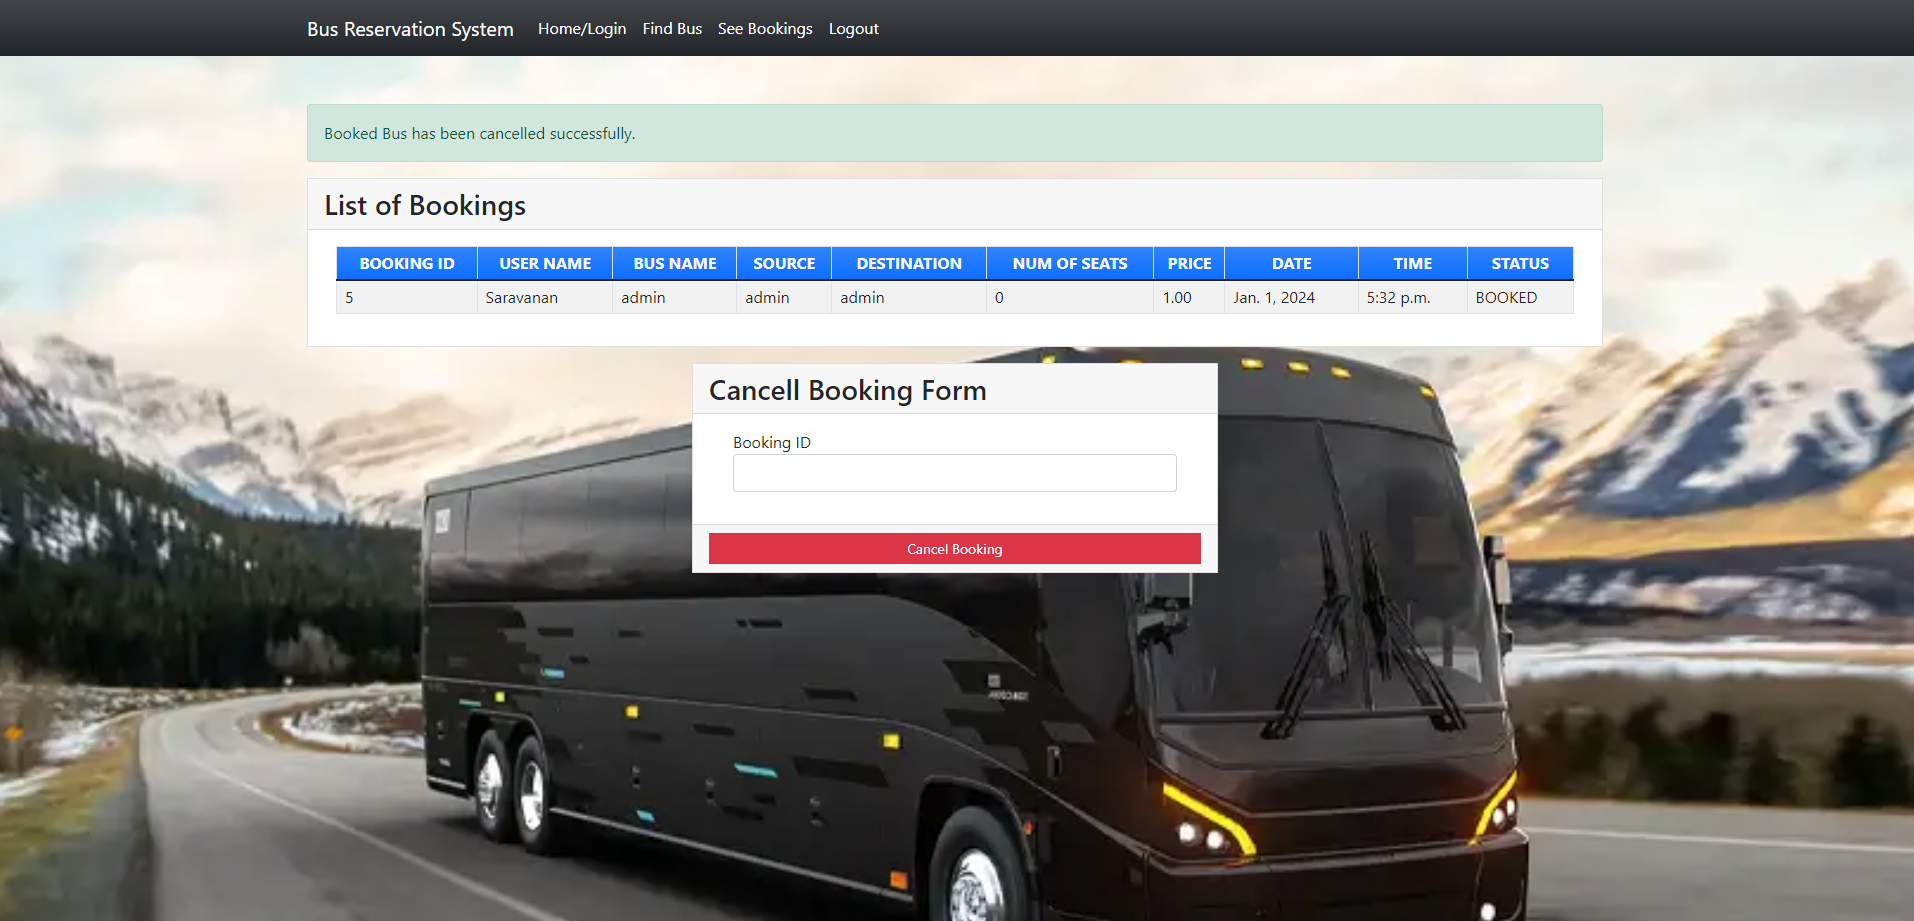 Bus Reservation System Home/Login Find Bus See Bookings Logout
Booked Bus has been cancelled successfully.
List of Bookings
BOOKING ID USER NAME BUS NAME SOURCE DESTINATION NUM OF SEATS PRICE DATE TIME STATUS
5 Saravanan admin admin admin 0 1.00 Jan. 1, 2024 5:32 p.m. BOOKED
Cancell Booking Form
Booking ID
Cancel Booking